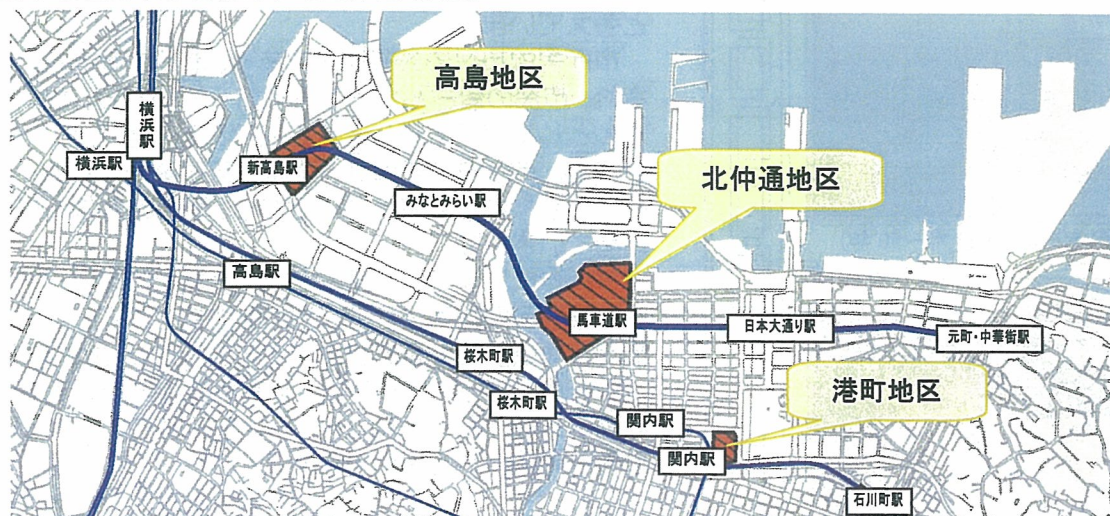 高島地区
横浜駅
横浜駅
新高島駅
北仲通地区
みなとみらい駅
高島駅
馬車道駅
日本大通り駅
元町・中華街駅
桜木町駅
港町地区
桜木町駅
関内駅
関内駅
石川町駅